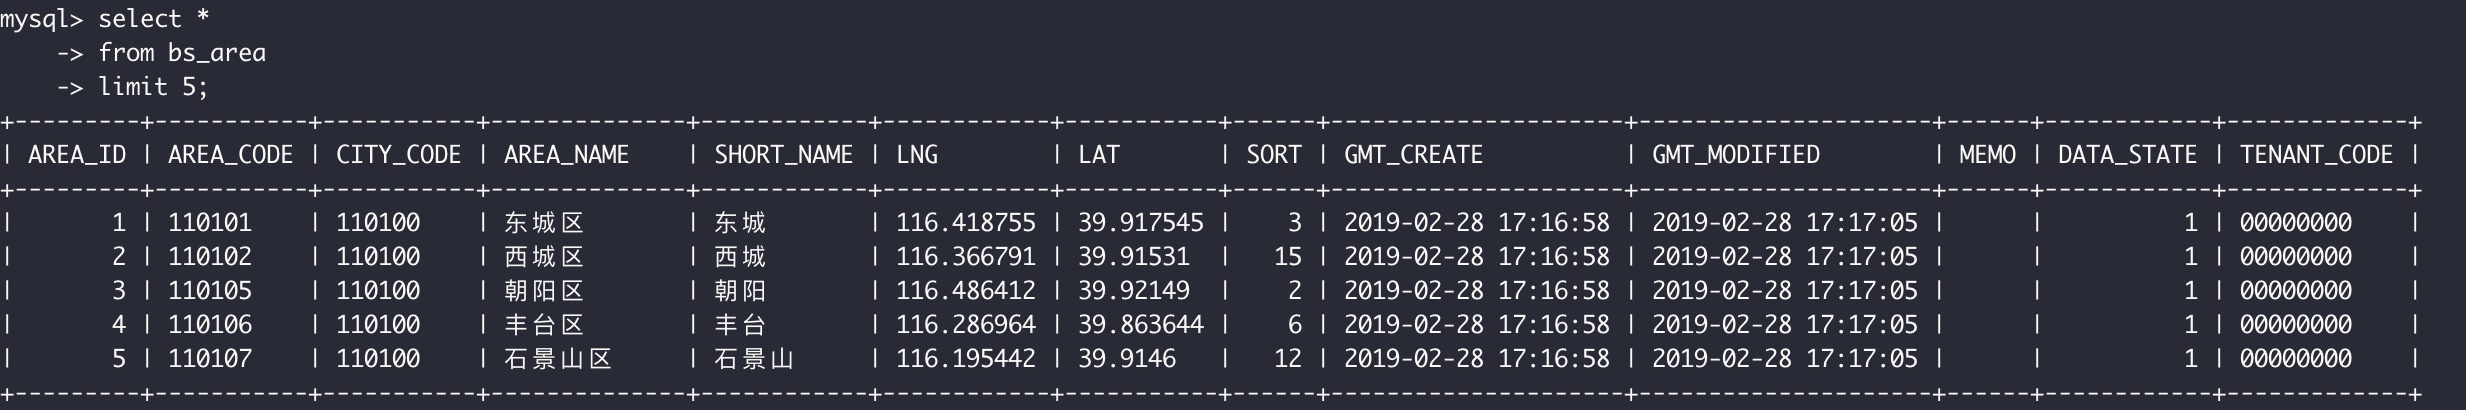 mysql> select *
    -> from bs_area
    -> limit 5;
+---------+-----------+-----------+--------------+------------+------------+-----------+------+---------------------+---------------------+------+------------+-------------+
| AREA_ID | AREA_CODE | CITY_CODE | AREA_NAME    | SHORT_NAME | LNG        | LAT       | SORT | GMT_CREATE          | GMT_MODIFIED        | MEMO | DATA_STATE | TENANT_CODE |
+---------+-----------+-----------+--------------+------------+------------+-----------+------+---------------------+---------------------+------+------------+-------------+
|       1 | 110101    | 110100    | 东城区       | 东城       | 116.418755 | 39.917545 |    3 | 2019-02-28 17:16:58 | 2019-02-28 17:17:05 |      |          1 | 00000000    |
|       2 | 110102    | 110100    | 西城区       | 西城       | 116.366791 | 39.91531  |   15 | 2019-02-28 17:16:58 | 2019-02-28 17:17:05 |      |          1 | 00000000    |
|       3 | 110105    | 110100    | 朝阳区       | 朝阳       | 116.486412 | 39.92149  |    2 | 2019-02-28 17:16:58 | 2019-02-28 17:17:05 |      |          1 | 00000000    |
|       4 | 110106    | 110100    | 丰台区       | 丰台       | 116.286964 | 39.863644 |    6 | 2019-02-28 17:16:58 | 2019-02-28 17:17:05 |      |          1 | 00000000    |
|       5 | 110107    | 110100    | 石景山区     | 石景山     | 116.195442 | 39.9146   |   12 | 2019-02-28 17:16:58 | 2019-02-28 17:17:05 |      |          1 | 00000000    |
+---------+-----------+-----------+--------------+------------+------------+-----------+------+---------------------+---------------------+------+------------+-------------+